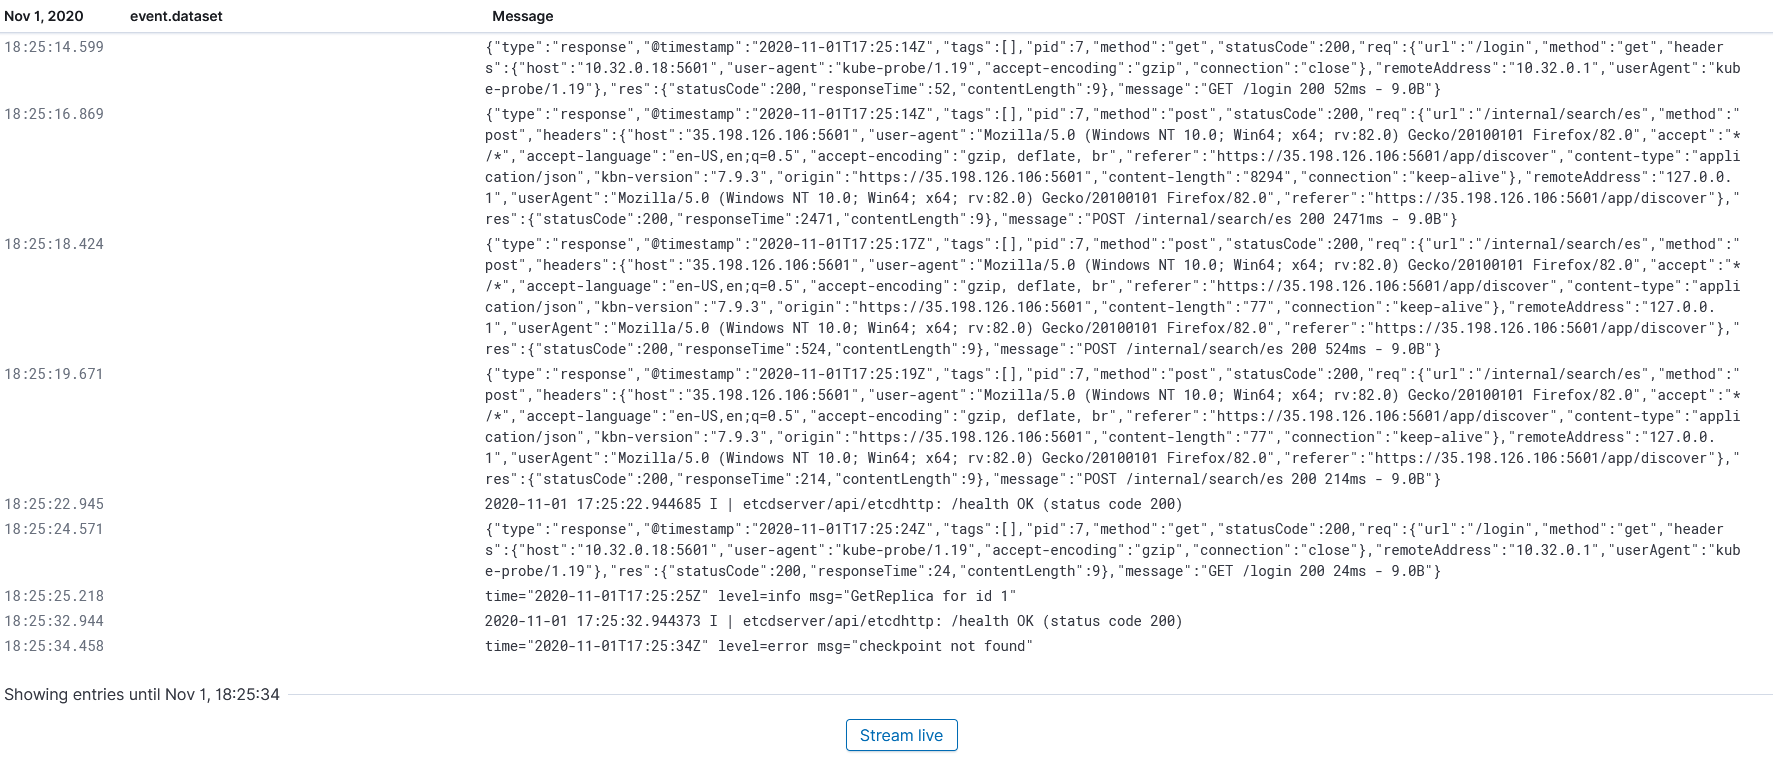 Nov 1, 2020 event.dataset Message
18:25:14.599 {"type":"response","@timestamp":"2020-11-01T17:25:14Z","tags":[],"pid":7,"method":"get","statusCode":200,"req":{"url":"/login","method":"get","header
s":{"host":"10.32.0.18:5601","user-agent":"kube-probe/1.19","accept-encoding":"gzip","connection":"close"},"remoteAddress":"10.32.0.1","userAgent":"kub
e-probe/1.19"},"res":{"statusCode":200,"responseTime":52,"contentLength":9},"message":"GET /login 200 52ms - 9.0B"}
18:25:16.869 {"type":"response","@timestamp":"2020-11-01T17:25:14Z","tags":[],"pid":7,"method":"post","statusCode":200,"req":{"url":"/internal/search/es","method":"
post","headers":{"host":"35.198.126.106:5601","user-agent":"Mozilla/5.0 (Windows NT 10.0; Win64; x64; rv:82.0) Gecko/20100101 Firefox/82.0","accept":"*
/*","accept-language":"en-US,en;q=0.5","accept-encoding":"gzip, deflate, br","referer":"https://35.198.126.106:5601/app/discover","content-type":"appli
cation/json","kbn-version":"7.9.3","origin":"https://35.198.126.106:5601","content-length":"8294","connection":"keep-alive"},"remoteAddress":"127.0.0.
1","userAgent":"Mozilla/5.0 (Windows NT 10.0; Win64; x64; rv:82.0) Gecko/20100101 Firefox/82.0","referer":"https://35.198.126.106:5601/app/discover"},"
res":{"statusCode":200,"responseTime":2471,"contentLength":9},"message":"POST /internal/search/es 200 2471ms - 9.0B"}
18:25:18.424 {"type":"response","@timestamp":"2020-11-01T17:25:17Z","tags":[],"pid":7,"method":"post","statusCode":200,"req":{"url":"/internal/search/es","method":"
post","headers":{"host":"35.198.126.106:5601","user-agent":"Mozilla/5.0 (Windows NT 10.0; Win64; x64; rv:82.0) Gecko/20100101 Firefox/82.0","accept":"*
/*","accept-language":"en-US,en;q=0.5","accept-encoding":"gzip, deflate, br","referer":"https://35.198.126.106:5601/app/discover","content-type":"appli
cation/json","kbn-version":"7.9.3","origin":"https://35.198.126.106:5601","content-length":"77","connection":"keep-alive"},"remoteAddress":"127.0.0.
1","userAgent":"Mozilla/5.0 (Windows NT 10.0; Win64; x64; rv:82.0) Gecko/20100101 Firefox/82.0","referer":"https://35.198.126.106:5601/app/discover"},"
res":{"statusCode":200,"responseTime":524,"contentLength":9},"message":"POST /internal/search/es 200 524ms - 9.0B"}
18:25:19.671 {"type":"response","@timestamp":"2020-11-01T17:25:19Z","tags":[],"pid":7,"method":"post","statusCode":200,"req":{"url":"/internal/search/es","method":"
post","headers":{"host":"35.198.126.106:5601","user-agent":"Mozilla/5.0 (Windows NT 10.0; Win64; x64; rv:82.0) Gecko/20100101 Firefox/82.0","accept":"*
/*","accept-language":"en-US,en;q=0.5","accept-encoding":"gzip, deflate, br","referer":"https://35.198.126.106:5601/app/discover","content-type":"appli
cation/json","kbn-version":"7.9.3","origin":"https://35.198.126.106:5601","content-length":"77","connection":"keep-alive"},"remoteAddress":"127.0.0.
1","userAgent":"Mozilla/5.0 (Windows NT 10.0; Win64; x64; rv:82.0) Gecko/20100101 Firefox/82.0","referer":"https://35.198.126.106:5601/app/discover"},"
res":{"statusCode":200,"responseTime":214,"contentLength":9},"message":"POST /internal/search/es 200 214ms - 9.0B"}
18:25:22.945 2020-11-01 17:25:22.944685 I | etcdserver/api/etcdhttp: /health OK (status code 200)
18:25:24.571 {"type":"response","@timestamp":"2020-11-01T17:25:24Z","tags":[],"pid":7,"method":"get","statusCode":200,"req":{"url":"/login","method":"get","header
s":{"host":"10.32.0.18:5601","user-agent":"kube-probe/1.19","accept-encoding":"gzip","connection":"close"},"remoteAddress":"10.32.0.1","userAgent":"kub
e-probe/1.19"},"res":{"statusCode":200,"responseTime":24,"contentLength":9},"message":"GET /login 200 24ms - 9.0B"}
18:25:25.218 time="2020-11-01T17:25:25Z" level=info msg="GetReplica for id 1"
18:25:32.944 2020-11-01 17:25:32.944373 I | etcdserver/api/etcdhttp: /health OK (status code 200)
18:25:34.458 time="2020-11-01T17:25:34Z" level=error msg="checkpoint not found"
Showing entries until Nov 1, 18:25:34
Stream live